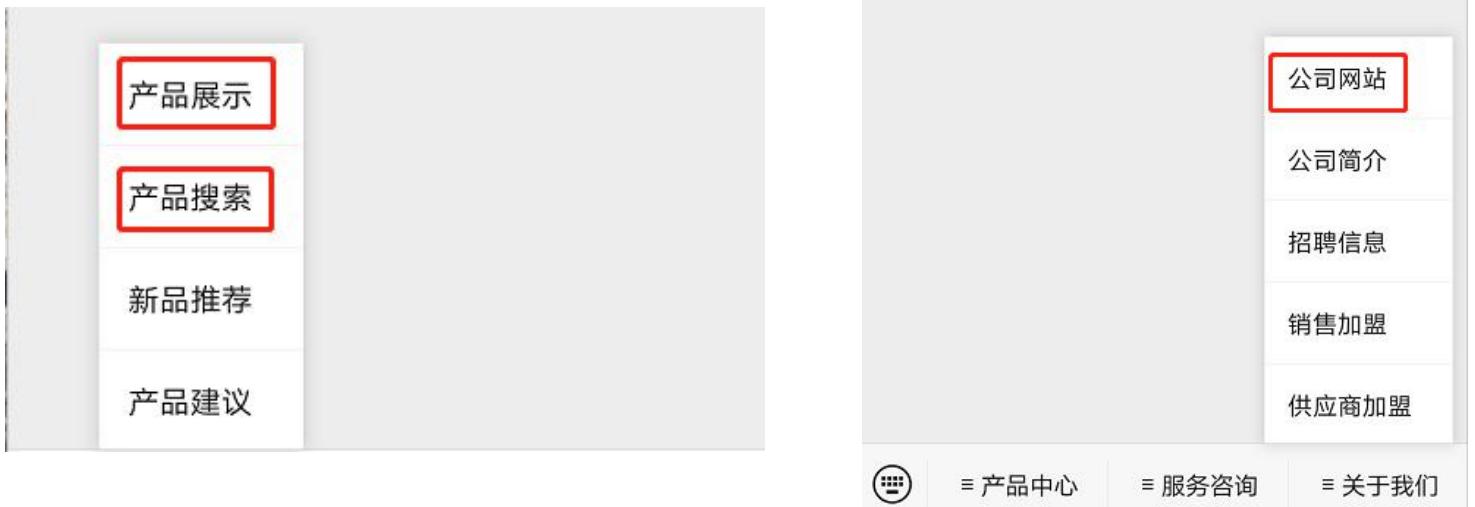 产品展示
产品搜索
新品推荐
产品建议
公司网站
公司简介
招聘信息
销售加盟
供应商加盟
≡ 产品中心 ≡ 服务咨询 ≡ 关于我们